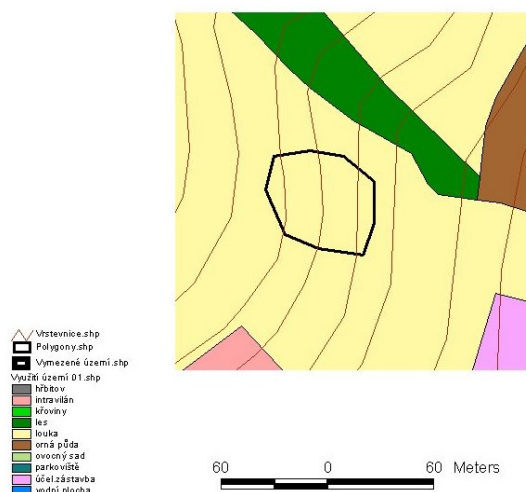 Vrstevnice.shp
Polygony.shp
Vymezené území.shp
Využití území 01.shp
hřbitov
intravilán
křoviny
les
louka
orná půda
ovocný sad
parkoviště
účel.zástavba
vodní plocha
60 0 60 Meters